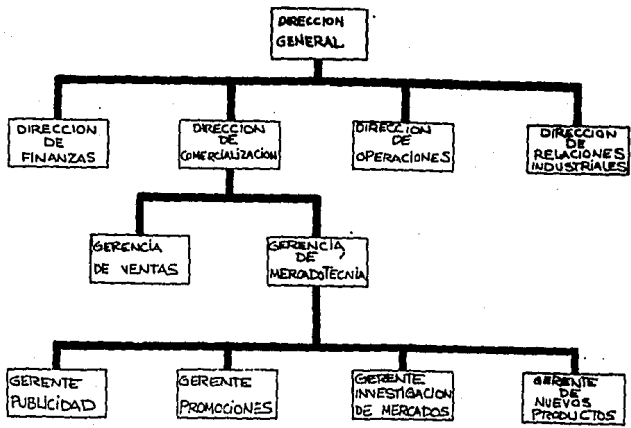 DIRECCION
GENERAL
DIRECCION
DE
FINANZAS
DIRECCION
DE
COMERCIALIZACION
DIRECCION
DE
OPERACIONES
DIRECCION
DE
RELACIONES
INDUSTRIALES
GERENCIA
DE VENTAS
GERENCIA
DE
MERCADOTECNIA
GERENTE
PUBLICIDAD
GERENTE
PROMOCIONES
GERENTE
INVESTIGACION
DE MERCADOS
GERENTE
DE
NUEVOS
PRODUCTOS